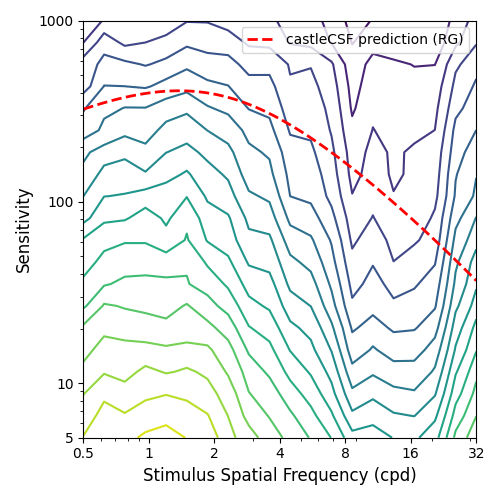 1000
castleCSF prediction (RG)
100
10
5
Sensitivity
0.5 1 2 4 8 16 32
Stimulus Spatial Frequency (cpd)